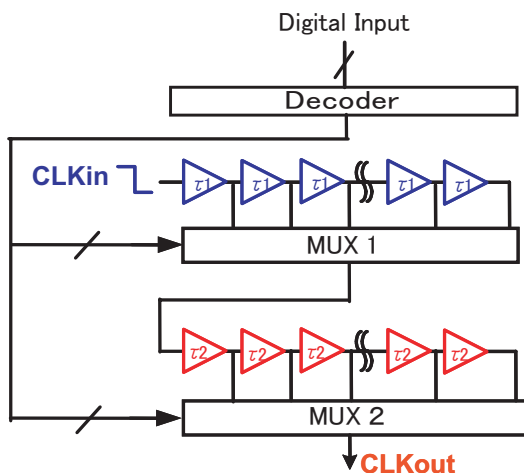 Digital Input
Decoder
CLKin
τ1 τ1 τ1 τ1 τ1
MUX 1
τ2 τ2 τ2 τ2 τ2
MUX 2
CLKout